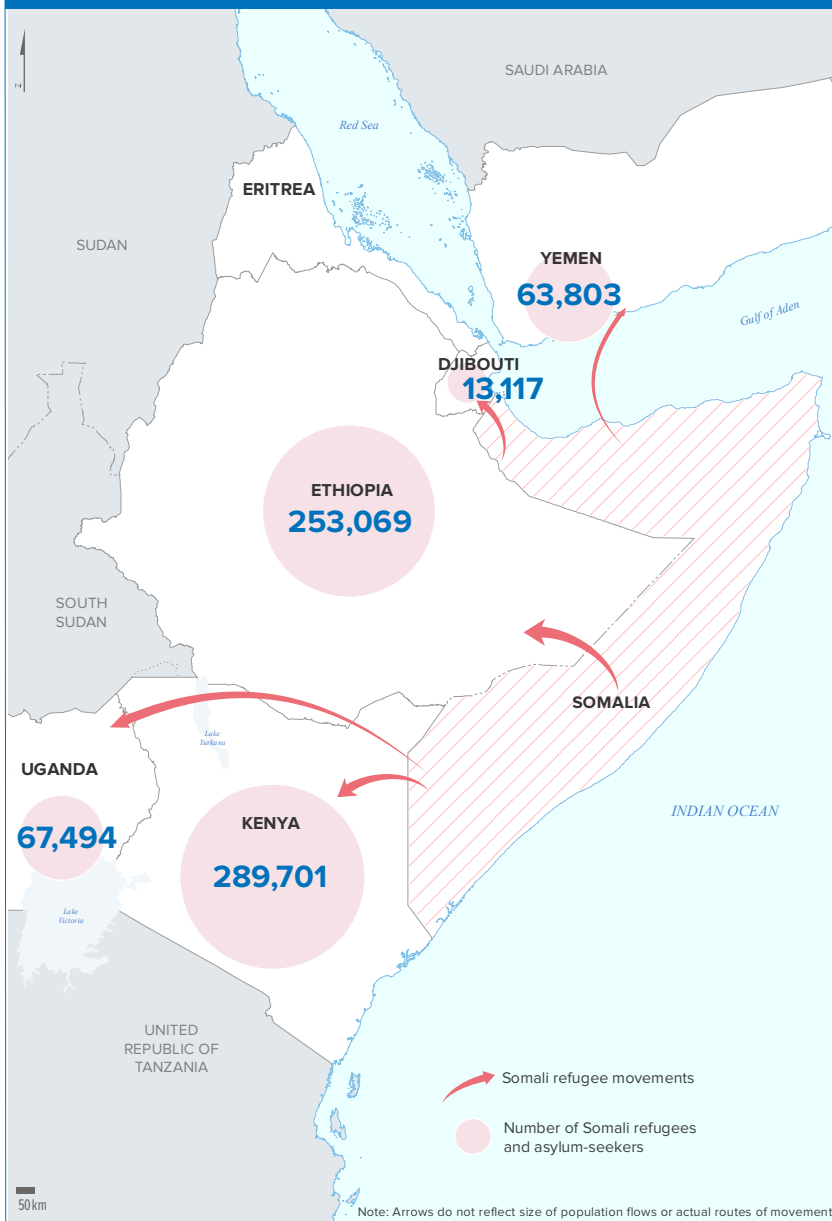 N
SAUDI ARABIA
Red Sea
ERITREA
SUDAN
YEMEN
63,803
Gulf of Aden
DJIBOUTI
13,117
ETHIOPIA
253,069
SOUTH
SUDAN
SOMALIA
Lake
Turkana
UGANDA
67,494
KENYA
289,701
INDIAN OCEAN
Lake
Victoria
UNITED
REPUBLIC OF
TANZANIA
Somali refugee movements
Number of Somali refugees
and asylum-seekers
50 km
Note: Arrows do not reflect size of population flows or actual routes of movement